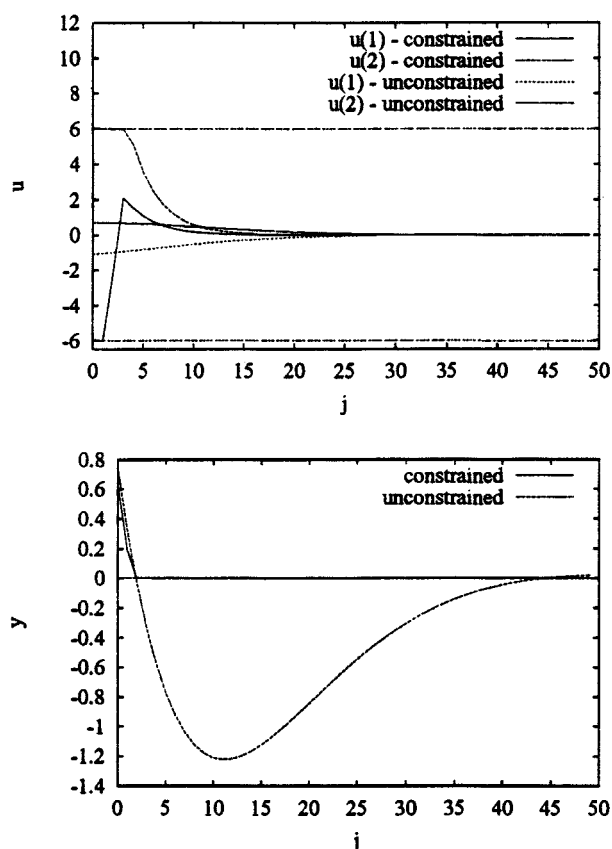 12
10
8
6
4
2
0
-2
-4
-6
u
u(1) - constrained
u(2) - constrained
u(1) - unconstrained
u(2) - unconstrained
0 5 10 15 20 25 30 35 40 45 50
j
0.8
0.6
0.4
0.2
0
-0.2
-0.4
-0.6
-0.8
-1
-1.2
-1.4
y
constrained
unconstrained
0 5 10 15 20 25 30 35 40 45 50
j